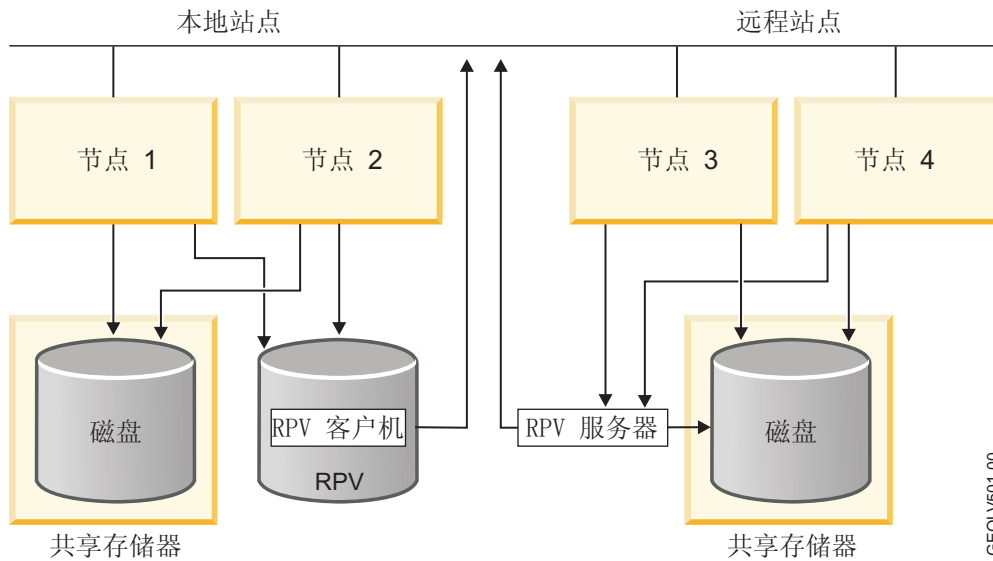 本地站点
远程站点
节点 1
节点 2
节点 3
节点 4
磁盘
RPV 客户机
RPV
RPV 服务器
磁盘
共享存储器
共享存储器